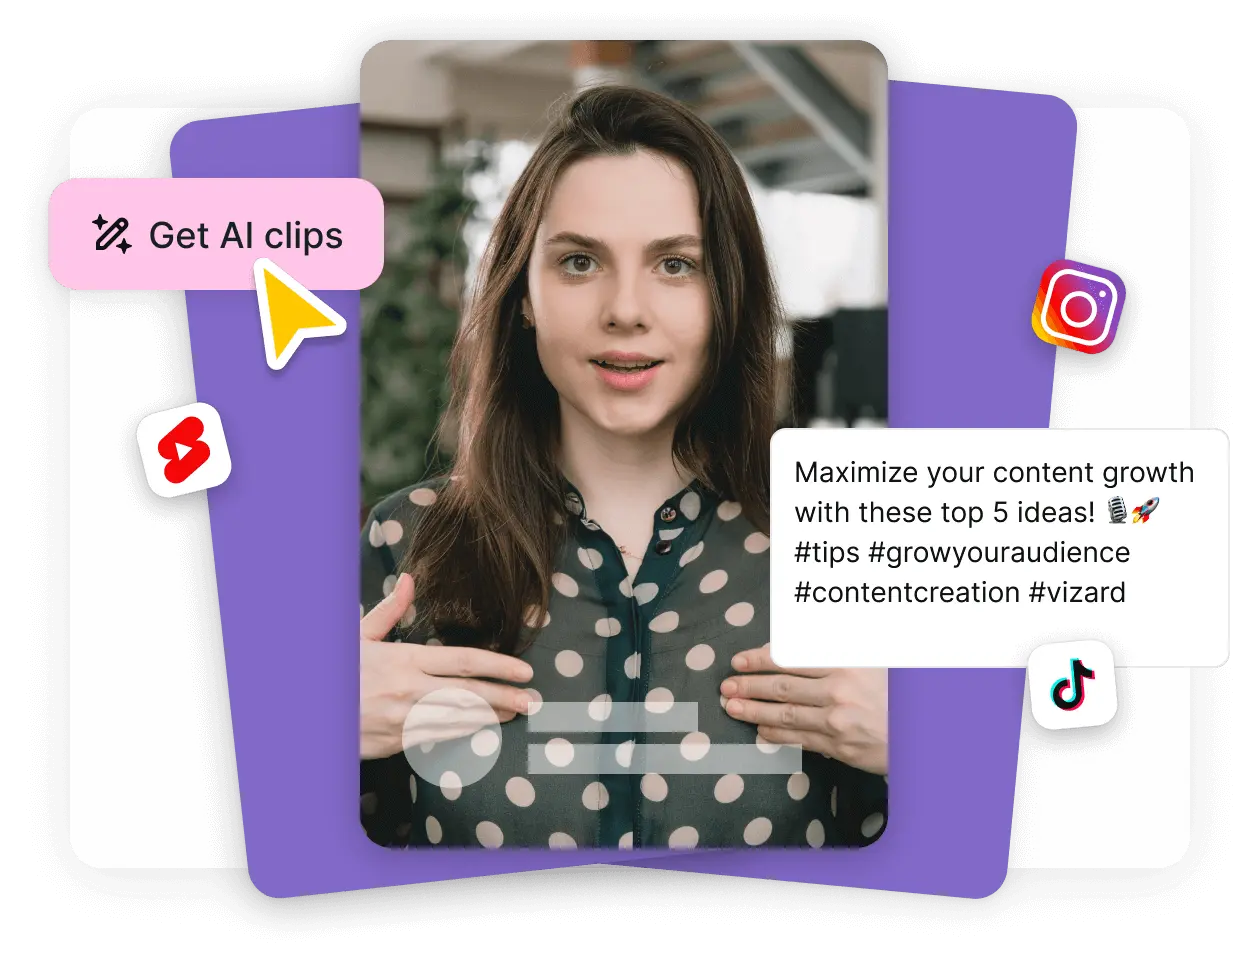 Get AI clips
Maximize your content growth
with these top 5 ideas! 🎙️🚀
#tips #growyouraudience
#contentcreation #vizard